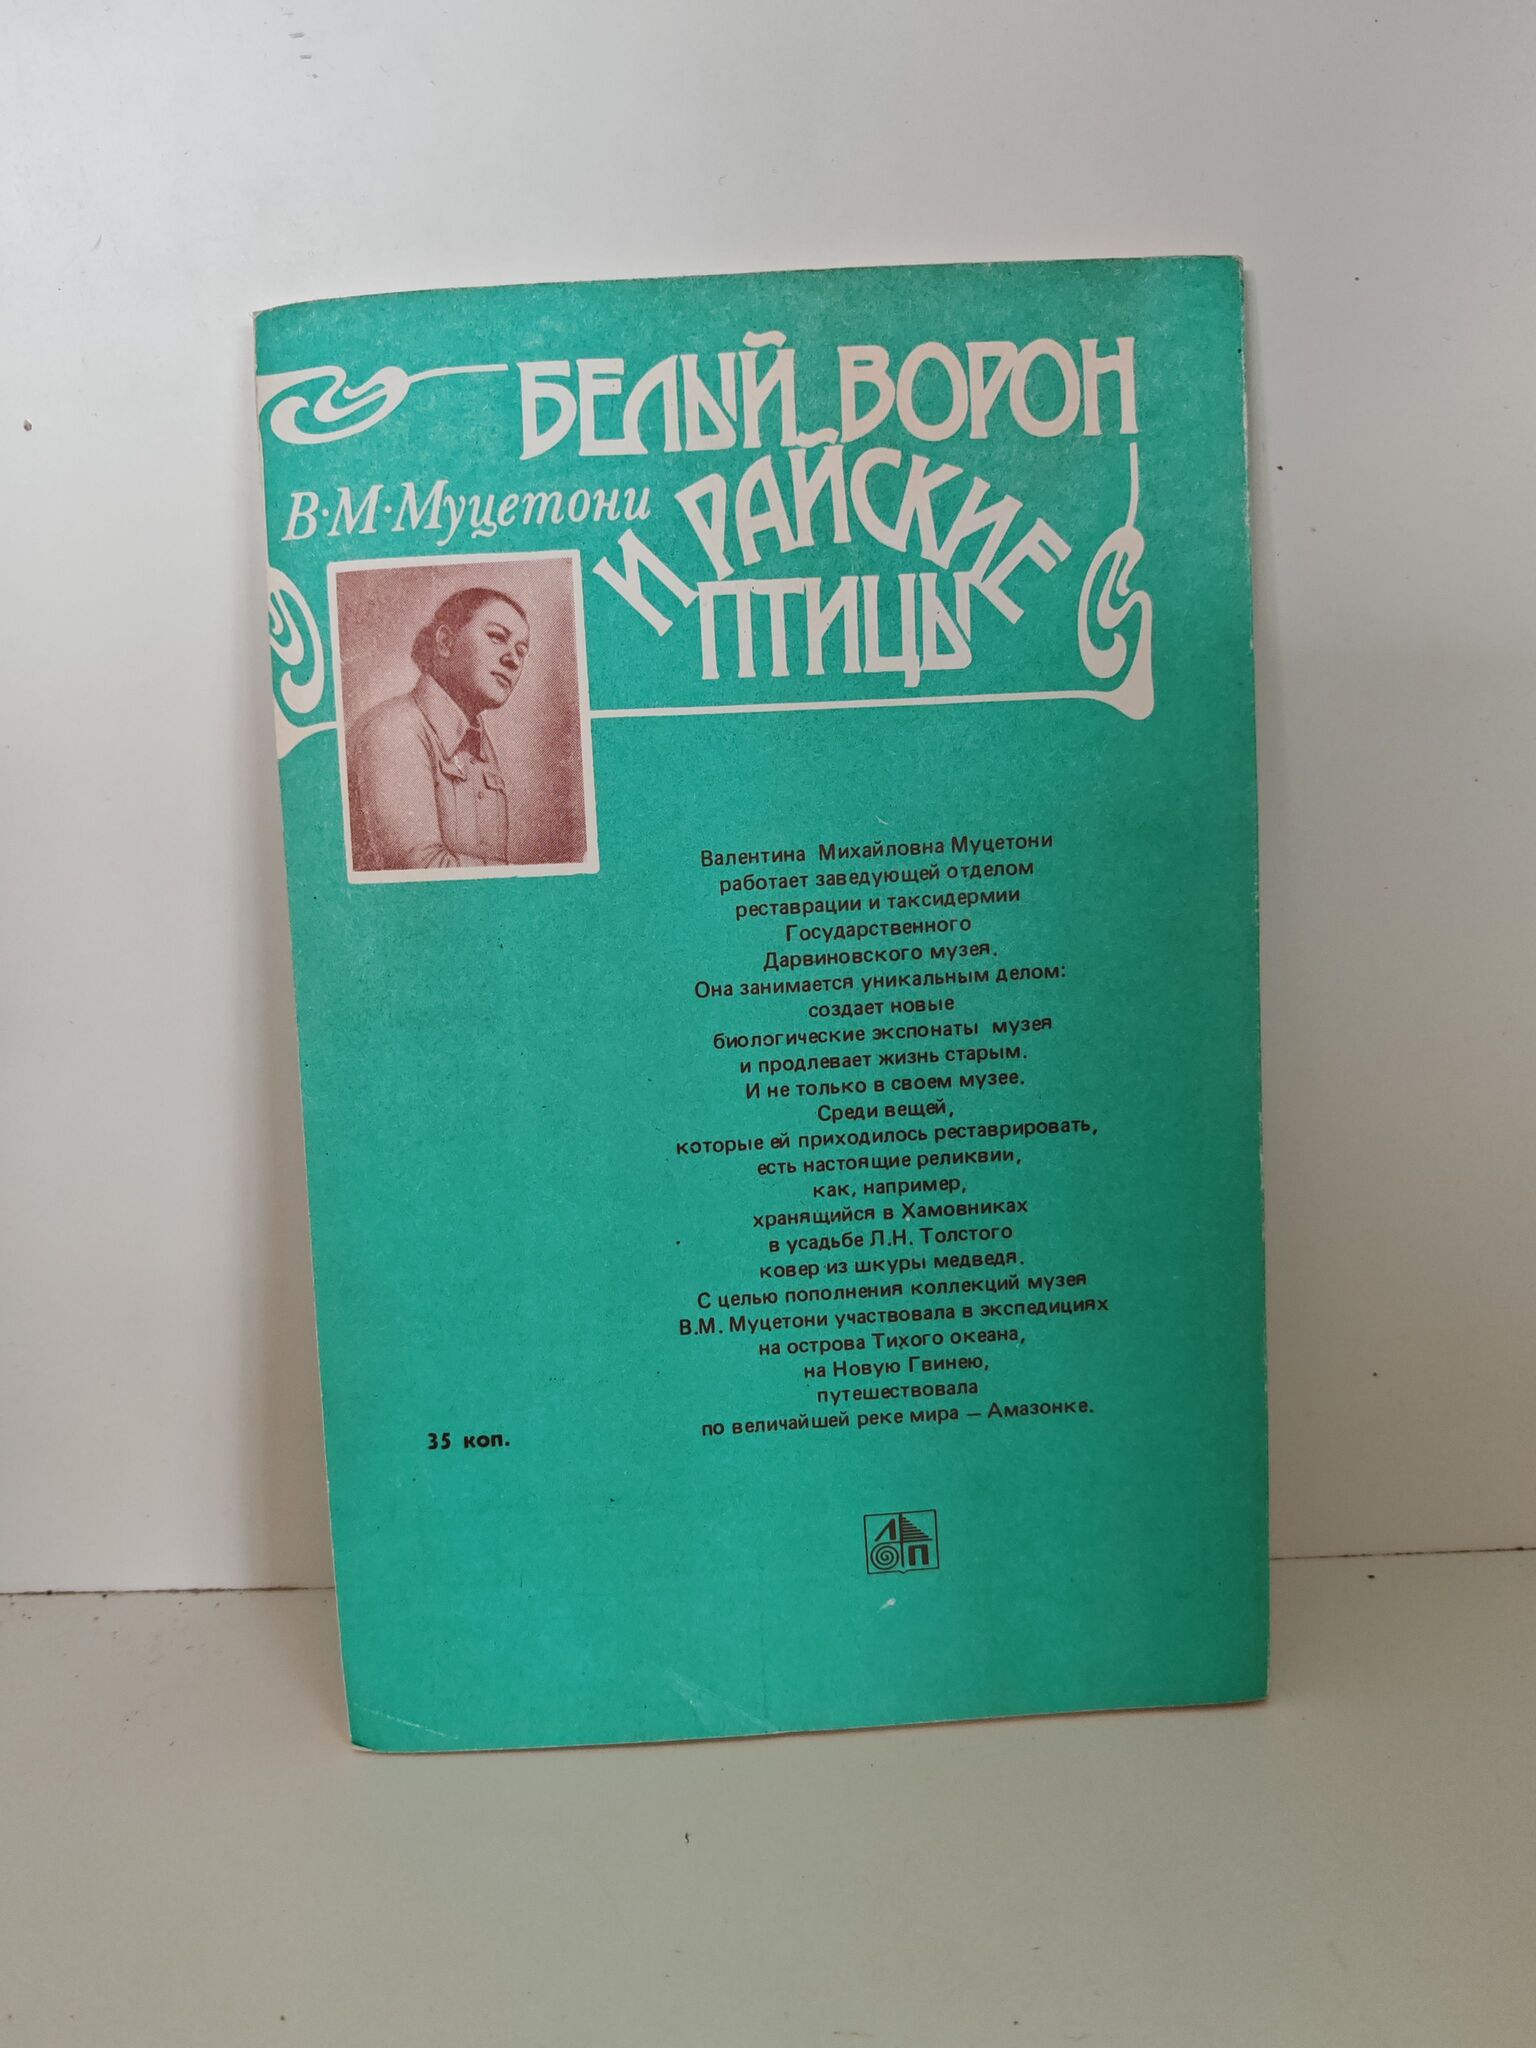 БЕЛЫЙ ВОРОН
И РАЙСКИЕ
ПТИЦЫ
В·М·Муцетони
Валентина Михайловна Муцетони
работает заведующей отделом
реставрации и таксидермии
Государственного
Дарвиновского музея.
Она занимается уникальным делом:
создает новые
биологические экспонаты музея
и продлевает жизнь старым.
И не только в своем музее.
Среди вещей,
которые ей приходилось реставрировать,
есть настоящие реликвии,
как, например,
хранящийся в Хамовниках
в усадьбе Л.Н. Толстого
ковер из шкуры медведя.
С целью пополнения коллекций музея
В.М. Муцетони участвовала в экспедициях
на острова Тихого океана,
на Новую Гвинею,
путешествовала
по величайшей реке мира — Амазонке.
35 коп.
Л
П